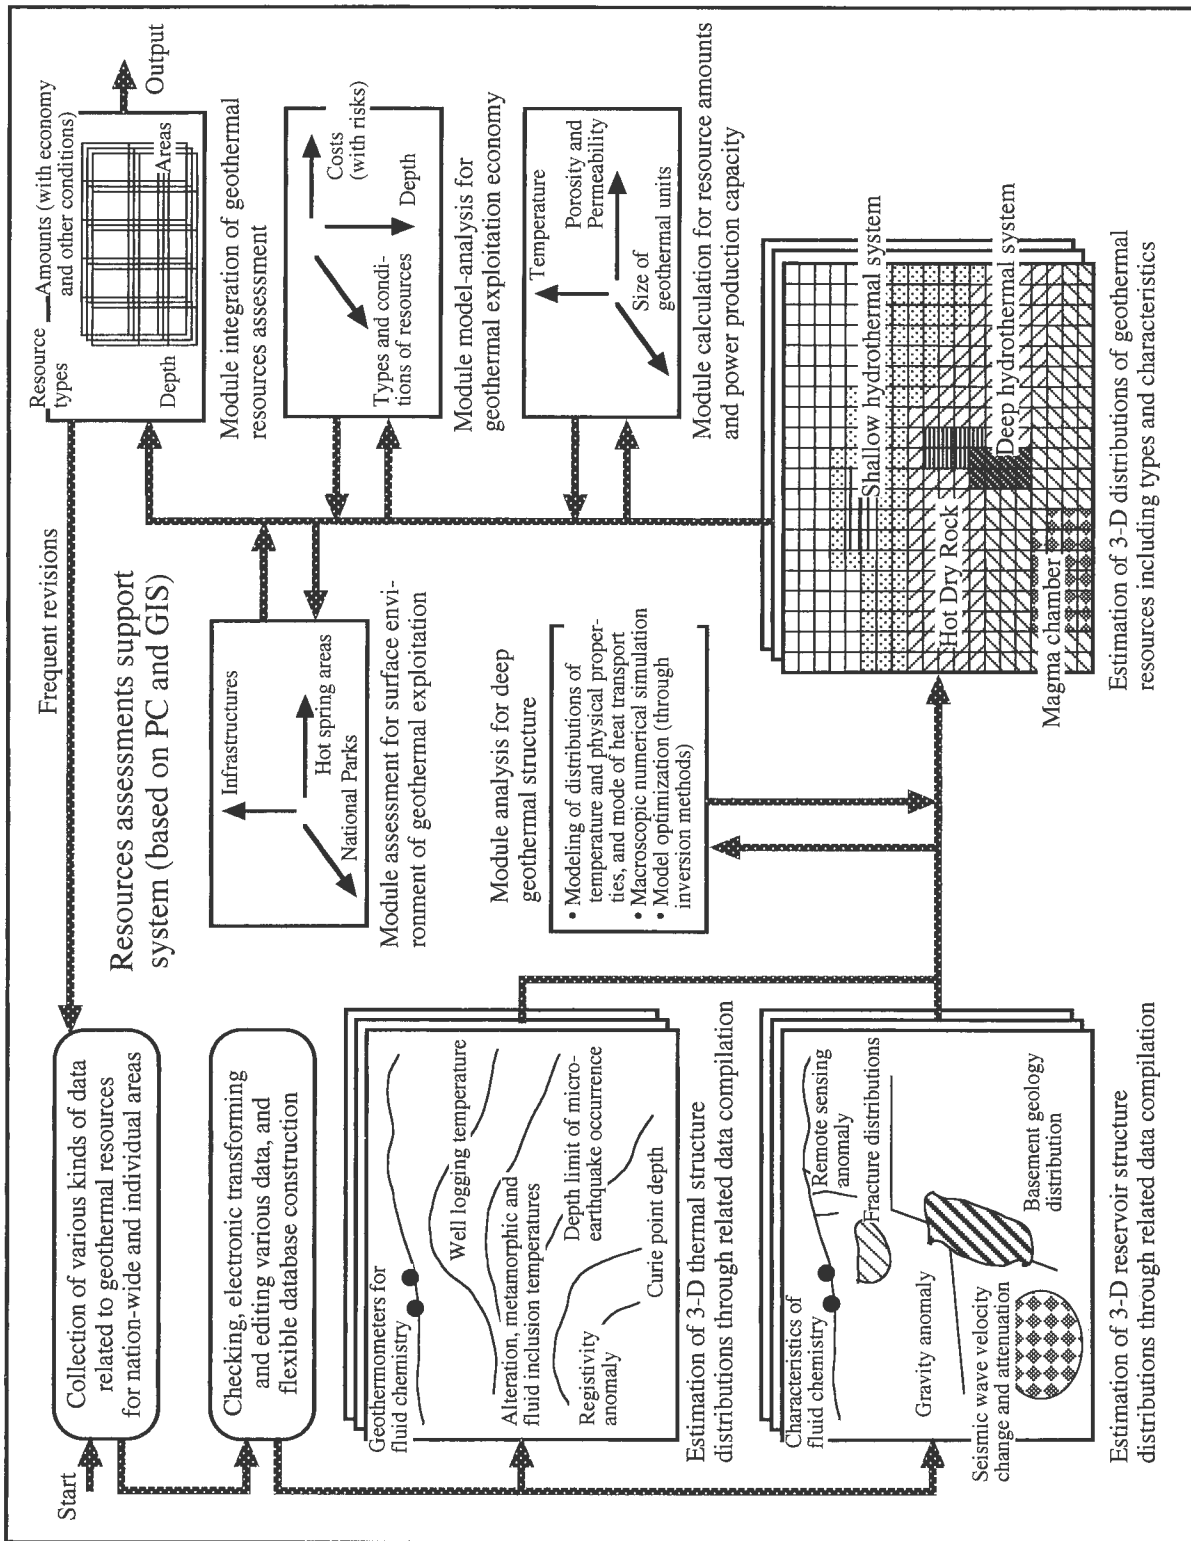 Start
Collection of various kinds of data
related to geothermal resources
for nation-wide and individual areas
Checking, electronic transforming
and editing various data, and
flexible database construction
Geothermometers for
fluid chemistry
Well logging temperature
Alteration, metamorphic and
fluid inclusion temperatures
Depth limit of micro-
earthquake occurrence
Registivity
anomaly
Curie point depth
Estimation of 3-D thermal structure
distributions through related data compilation
Characteristics of
fluid chemistry
Remote sensing
anomaly
Fracture distributions
Gravity anomaly
Seismic wave velocity
change and attenuation
Basement geology
distribution
Estimation of 3-D reservoir structure
distributions through related data compilation
Frequent revisions
Resources assessments support
system (based on PC and GIS)
Infrastructures
Hot spring areas
National Parks
Module assessment for surface envi-
ronment of geothermal exploitation
Module analysis for deep
geothermal structure
• Modeling of distributions of
temperature and physical proper-
ties, and mode of heat transport
• Macroscopic numerical simulation
• Model optimization (through
inversion methods)
Resource
types
Amounts (with economy
and other conditions)
Areas
Depth
Output
Module integration of geothermal
resources assessment
Costs
(with risks)
Depth
Types and condi-
tions of resources
Module model-analysis for
geothermal exploitation economy
Temperature
Porosity and
Permeability
Size of
geothermal units
Module calculation for resource amounts
and power production capacity
Shallow hydrothermal system
Hot Dry Rock
Deep hydrothermal system
Magma chamber
Estimation of 3-D distributions of geothermal
resources including types and characteristics